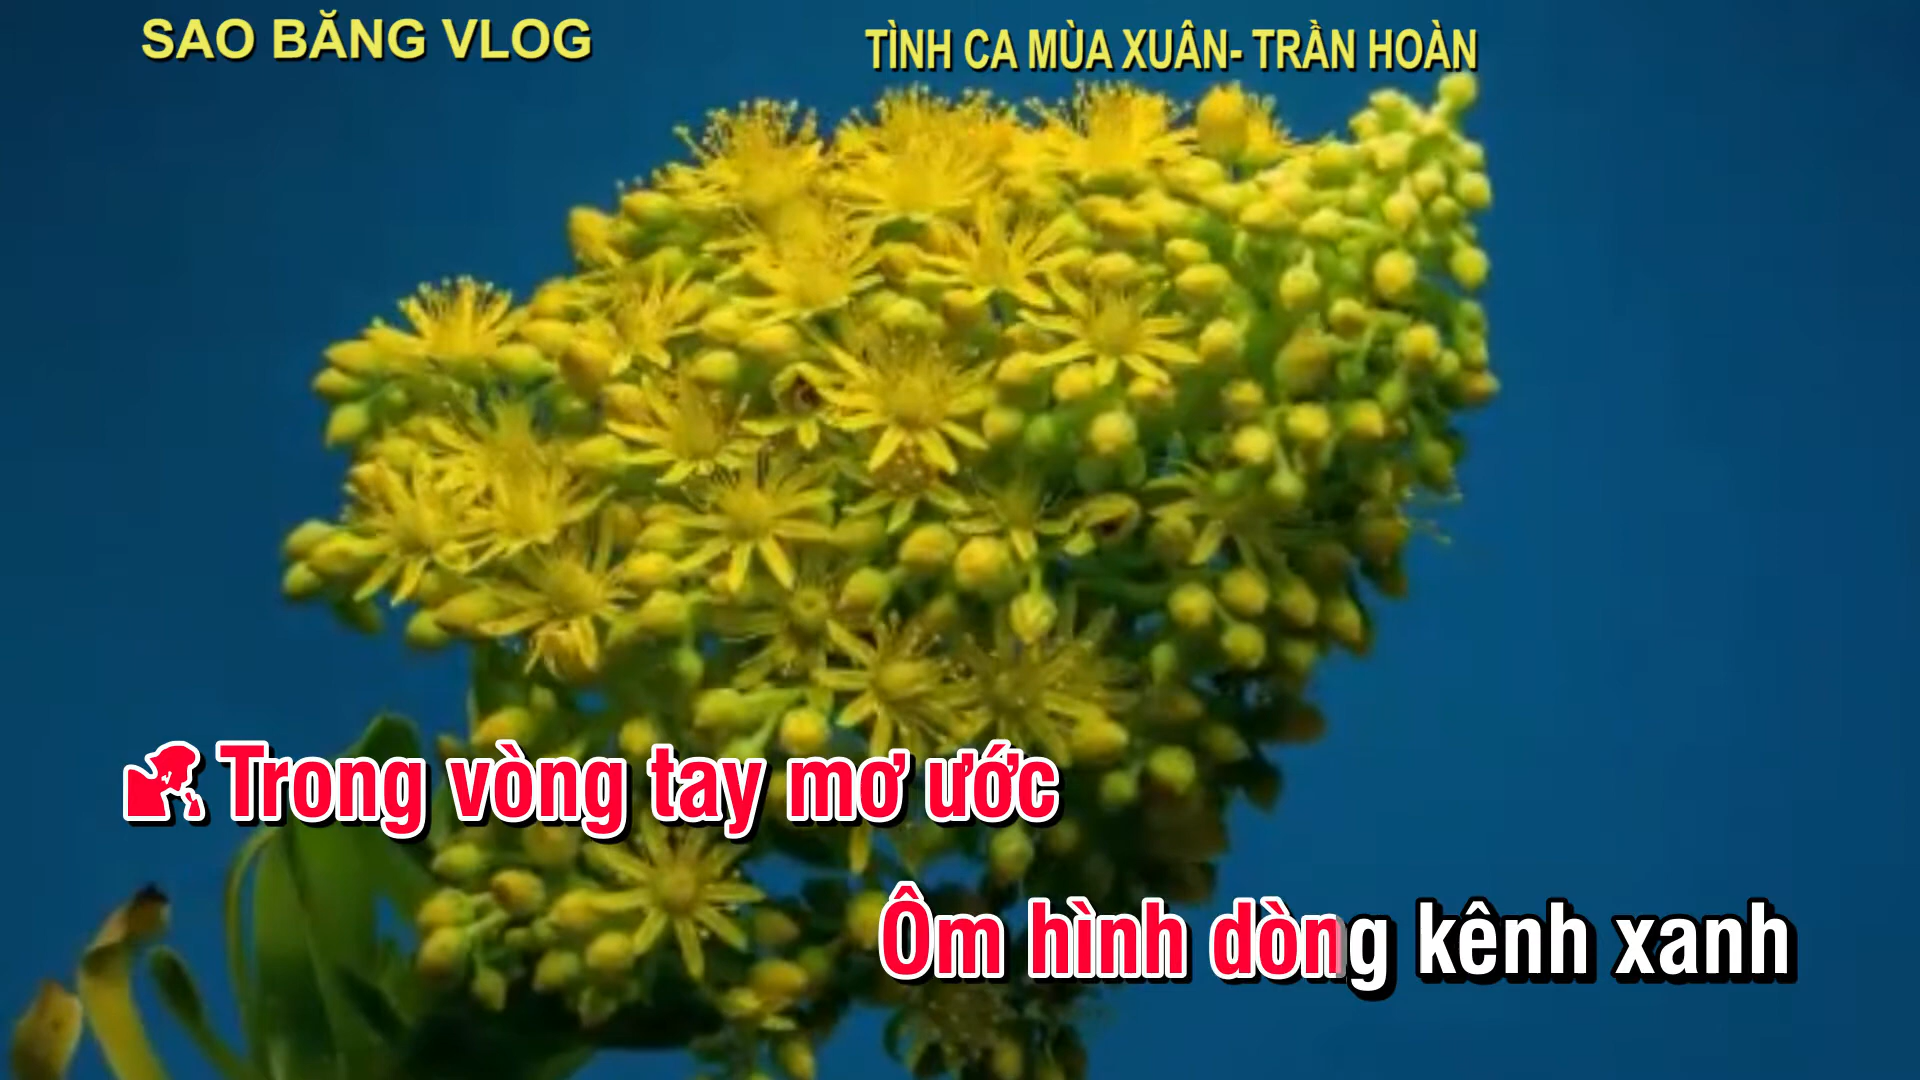 SAO BĂNG VLOG
TÌNH CA MÙA XUÂN- TRẦN HOÀN
Trong vòng tay mơ ước
Ôm hình dòng kênh xanh